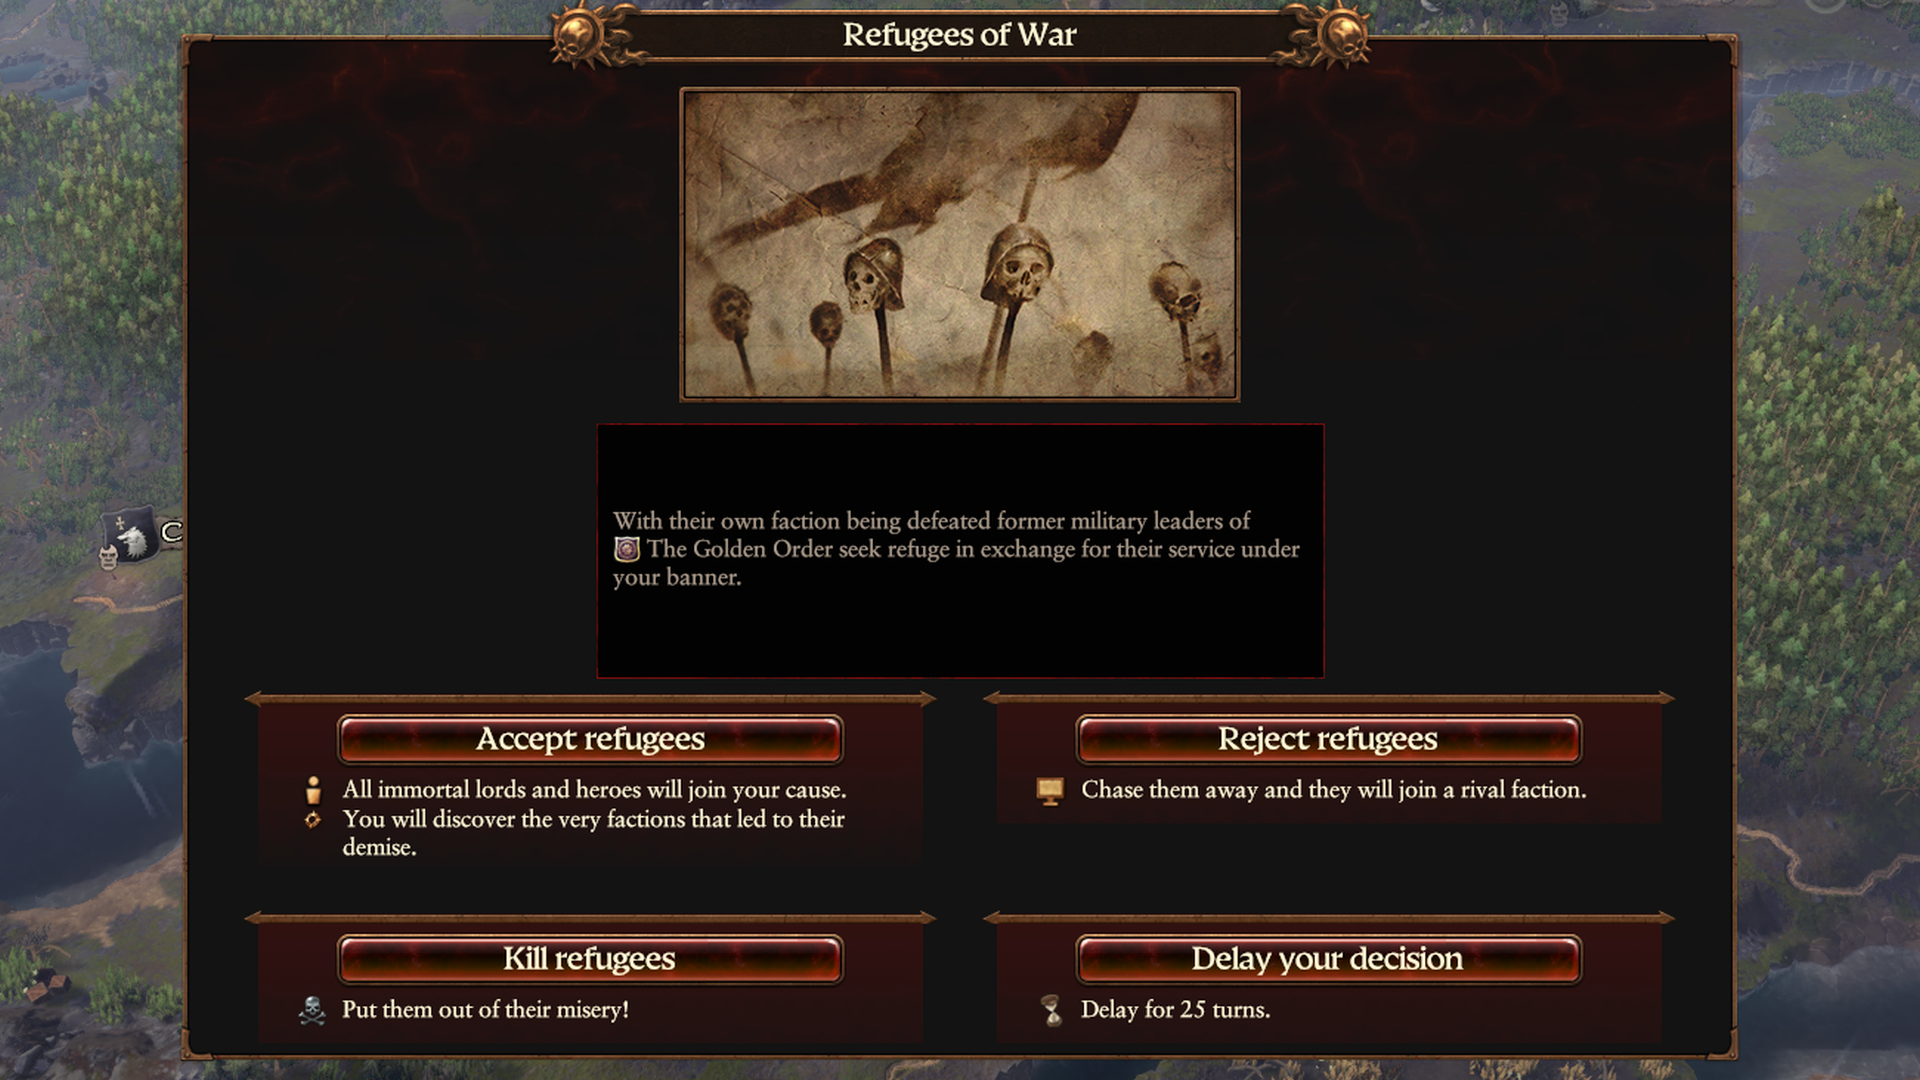 Refugees of War
With their own faction being defeated former military leaders of
The Golden Order seek refuge in exchange for their service under
your banner.
Accept refugees
All immortal lords and heroes will join your cause.
You will discover the very factions that led to their
demise.
Reject refugees
Chase them away and they will join a rival faction.
Kill refugees
Put them out of their misery!
Delay your decision
Delay for 25 turns.
C